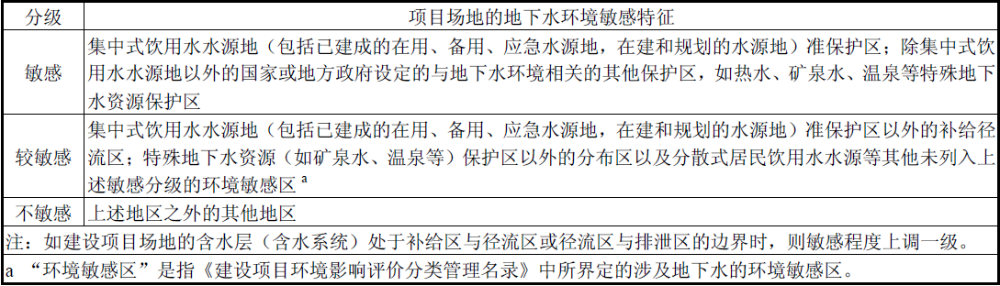 分级 项目场地的地下水环境敏感特征
敏感
集中式饮用水水源地（包括已建成的在用、备用、应急水源地，在建和规划的水源地）准保护区；除集中式饮
用水水源地以外的国家或地方政府设定的与地下水环境相关的其他保护区，如热水、矿泉水、温泉等特殊地下
水资源保护区
较敏感
集中式饮用水水源地（包括已建成的在用、备用、应急水源地，在建和规划的水源地）准保护区以外的补给径
流区；特殊地下水资源（如矿泉水、温泉等）保护区以外的分布区以及分散式居民饮用水水源等其他未列入上
述敏感分级的环境敏感区 a
不敏感 上述地区之外的其他地区
注：如建设项目场地的含水层（含水系统）处于补给区与径流区或径流区与排泄区的边界时，则敏感程度上调一级。
a “环境敏感区”是指《建设项目环境影响评价分类管理名录》中所界定的涉及地下水的环境敏感区。